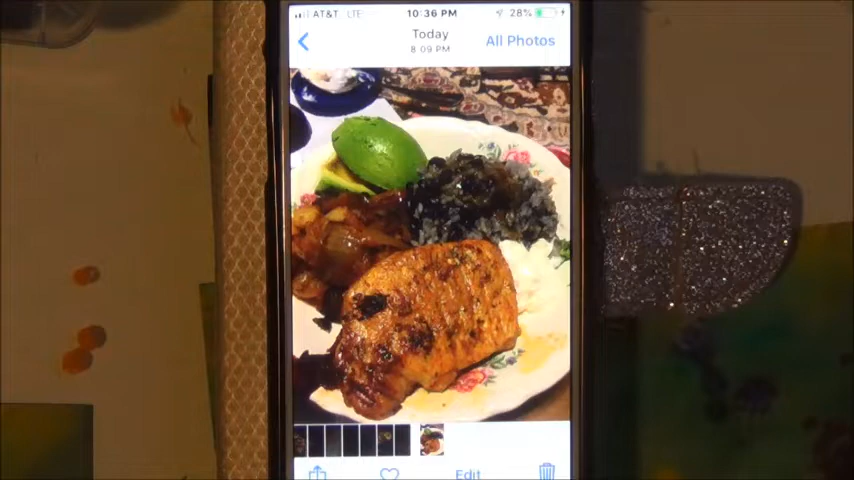 AT&T LTE 10:36 PM 28%
Today
8:09 PM
All Photos
Edit